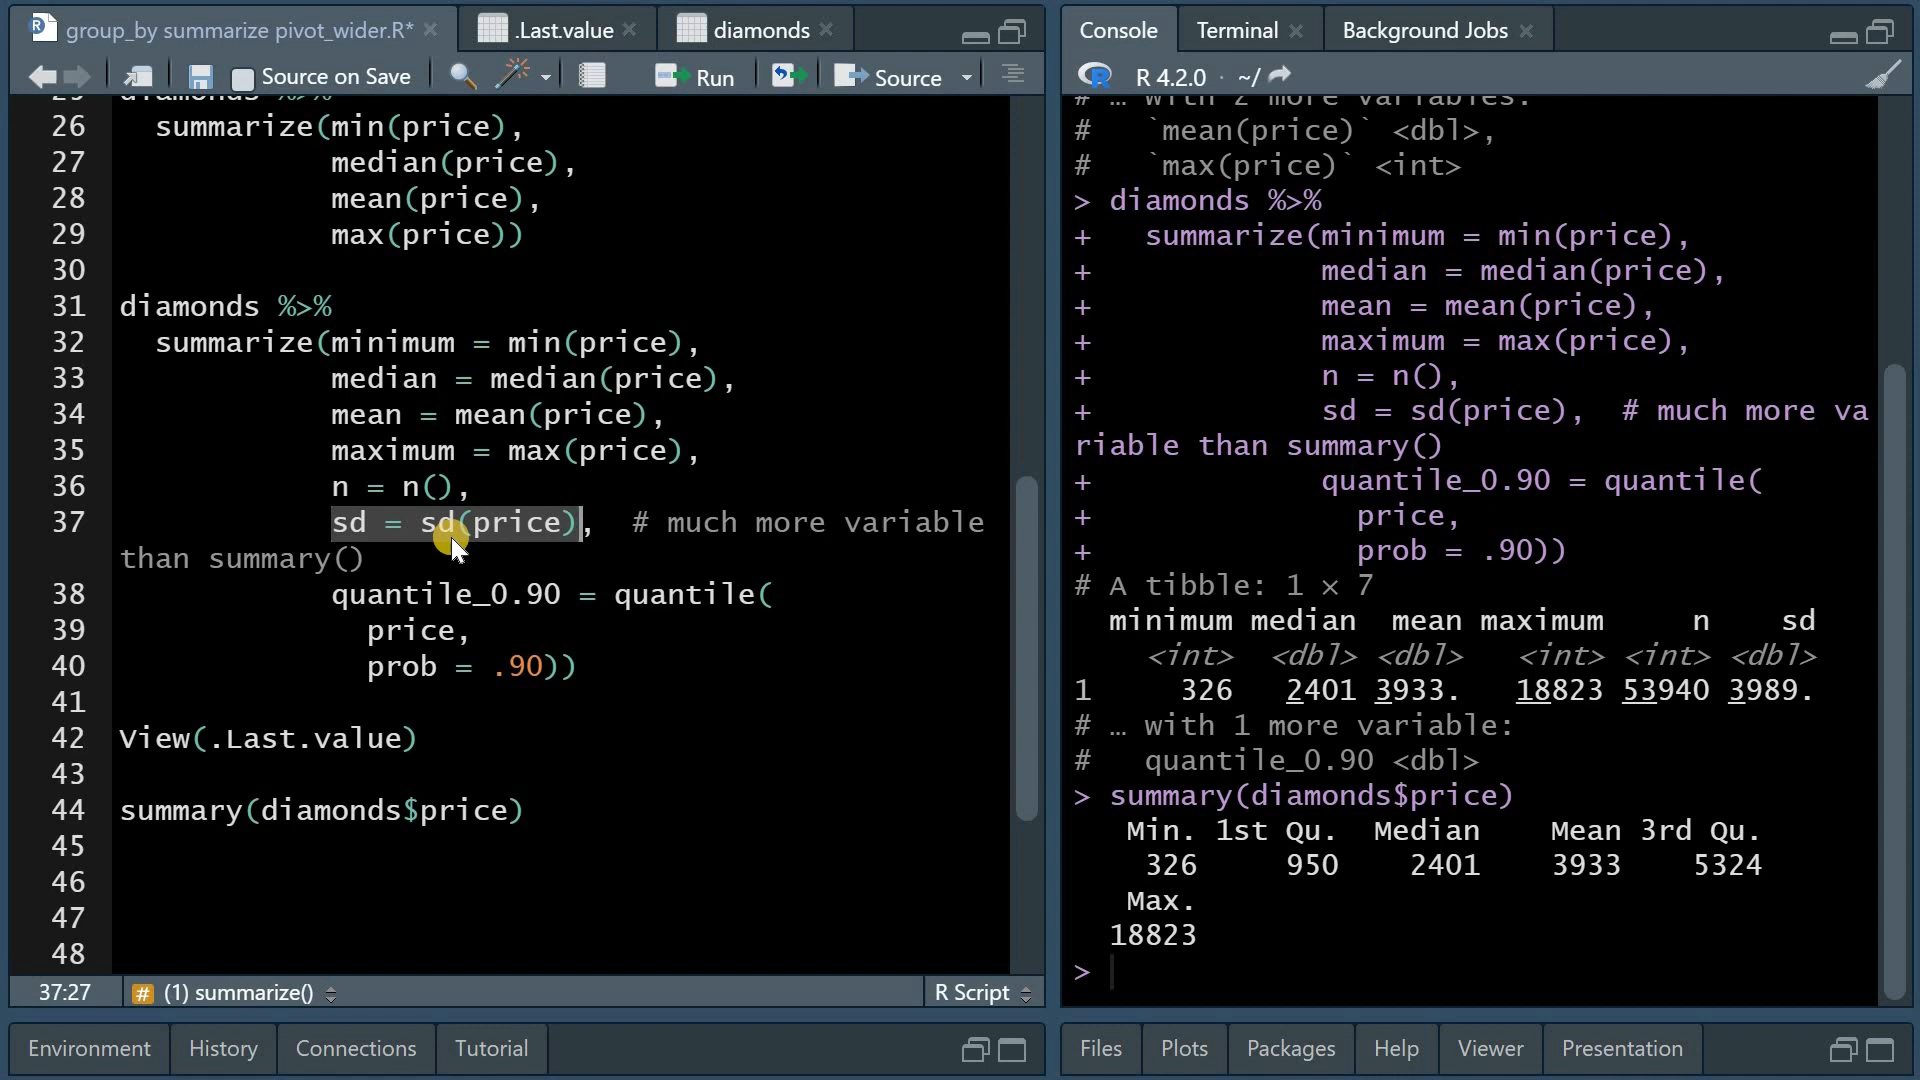 group_by summarize pivot_wider.R*
.Last.value
diamonds
Source on Save
Run
Source
26 summarize(min(price),
27 median(price),
28 mean(price),
29 max(price))
30
31 diamonds %>%
32 summarize(minimum = min(price),
33 median = median(price),
34 mean = mean(price),
35 maximum = max(price),
36 n = n(),
37 sd = sd(price), # much more variable
than summary()
38 quantile_0.90 = quantile(
39 price,
40 prob = .90))
41
42 View(.Last.value)
43
44 summary(diamonds$price)
45
46
47
48
37:27
# (1) summarize()
R Script
Environment
History
Connections
Tutorial
Console
Terminal
Background Jobs
R 4.2.0 · ~/
# … with 2 more variables:
# `mean(price)` <dbl>,
# `max(price)` <int>
> diamonds %>%
+ summarize(minimum = min(price),
+ median = median(price),
+ mean = mean(price),
+ maximum = max(price),
+ n = n(),
+ sd = sd(price), # much more va
riable than summary()
+ quantile_0.90 = quantile(
+ price,
+ prob = .90))
# A tibble: 1 × 7
minimum median mean maximum n sd
<int> <dbl> <dbl> <int> <int> <dbl>
1 326 2401 3933. 18823 53940 3989.
# … with 1 more variable:
# quantile_0.90 <dbl>
> summary(diamonds$price)
Min. 1st Qu. Median Mean 3rd Qu.
326 950 2401 3933 5324
Max.
18823
>
Files
Plots
Packages
Help
Viewer
Presentation